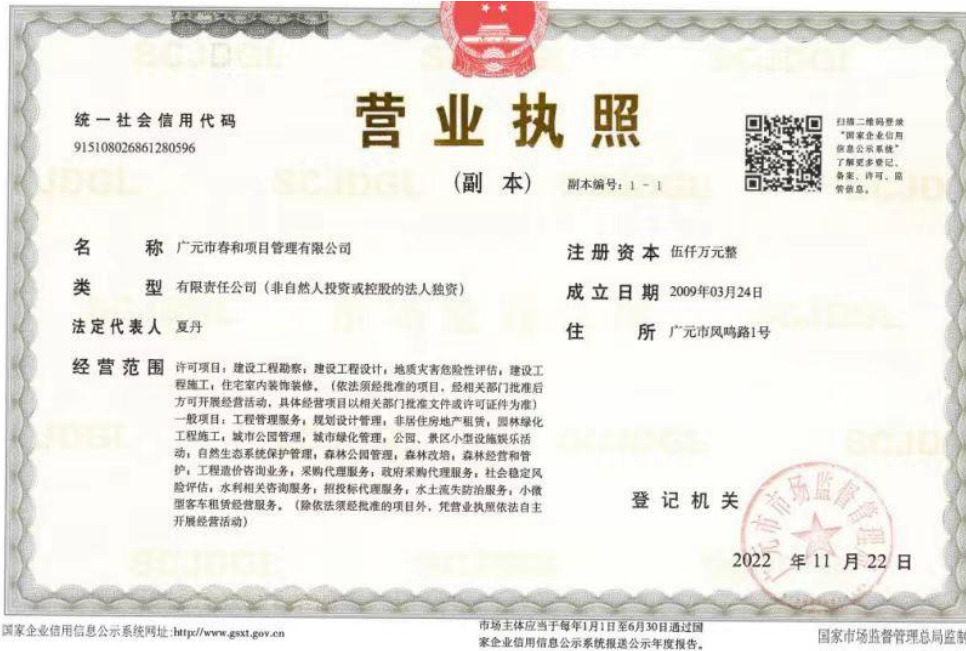 营业执照
(副 本) 副本编号：1 - 1
统一社会信用代码
915108026861280596
扫描二维码登录
“国家企业信用
信息公示系统”
了解更多登记、
备案、许可、监
管信息。
名 称 广元市春和项目管理有限公司
类 型 有限责任公司（非自然人投资或控股的法人独资）
法定代表人 夏丹
经营范围 许可项目：建设工程勘察；建设工程设计；地质灾害危险性评估；建设工
程施工；住宅室内装饰装修。（依法须经批准的项目，经相关部门批准后
方可开展经营活动，具体经营项目以相关部门批准文件或许可证件为准）
一般项目：工程管理服务；规划设计管理；非居住房地产租赁；园林绿化
工程施工；城市公园管理；城市绿化管理；公园、景区小型设施娱乐活
动；自然生态系统保护管理；森林公园管理；森林改培；森林经营和管
护；工程造价咨询业务；采购代理服务；政府采购代理服务；社会稳定风
险评估；水利相关咨询服务；招投标代理服务；水土流失防治服务；小微
型客车租赁经营服务。（除依法须经批准的项目外，凭营业执照依法自主
开展经营活动）
注册资本 伍仟万元整
成立日期 2009年03月24日
住 所 广元市凤鸣路1号
登记机关
广元市市场监督管理局
2022 年 11 月 22 日
国家企业信用信息公示系统网址:http://www.gsxt.gov.cn
市场主体应当于每年1月1日至6月30日通过国
家企业信用信息公示系统报送公示年度报告。
国家市场监督管理总局监制
SCJDGL